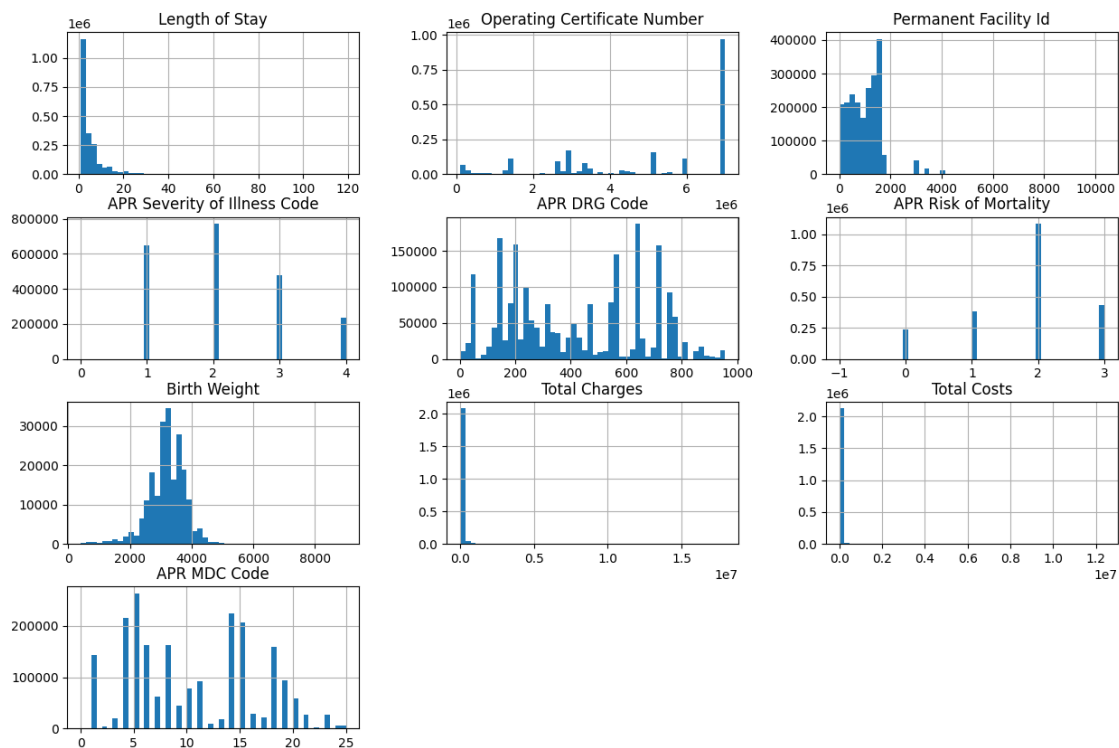 Length of Stay
1e6
1.00
0.75
0.50
0.25
0.00
0 20 40 60 80 100 120
Operating Certificate Number
1e6
1.00
0.75
0.50
0.25
0.00
0 2 4 6
1e6
Permanent Facility Id
400000
300000
200000
100000
0
0 2000 4000 6000 8000 10000
APR Severity of Illness Code
800000
600000
400000
200000
0
0 1 2 3 4
APR DRG Code
150000
100000
50000
0
0 200 400 600 800 1000
APR Risk of Mortality
1e6
1.00
0.75
0.50
0.25
0.00
−1 0 1 2 3
Birth Weight
30000
20000
10000
0
0 2000 4000 6000 8000
Total Charges
1e6
2.0
1.5
1.0
0.5
0.0
0.0 0.5 1.0 1.5
1e7
Total Costs
1e6
2.0
1.5
1.0
0.5
0.0
0.0 0.2 0.4 0.6 0.8 1.0 1.2
1e7
APR MDC Code
200000
100000
0
0 5 10 15 20 25